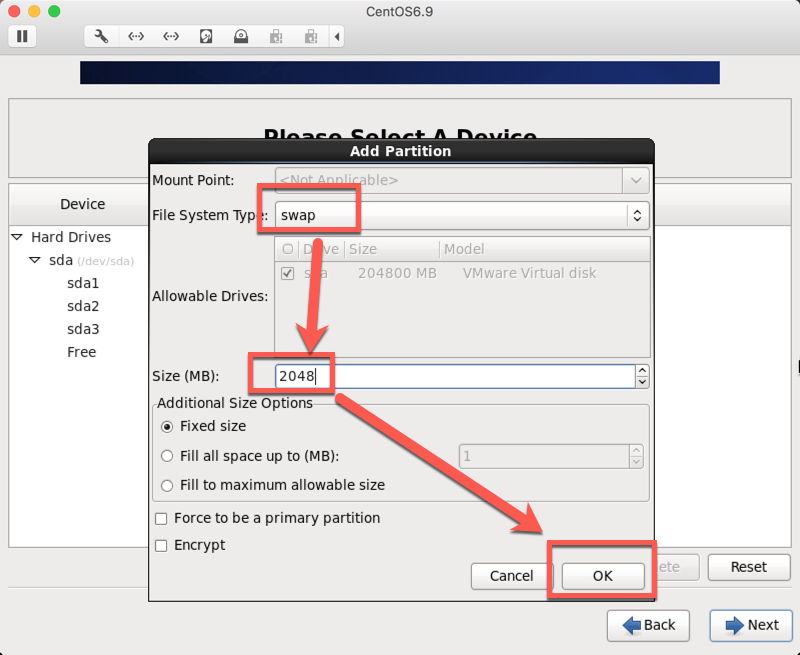 CentOS6.9
Please Select A Device
Add Partition
Mount Point: <Not Applicable>
File System Type: swap
Device
Drive Size Model
Hard Drives
sda (/dev/sda)
sda 204800 MB VMware Virtual disk
sda1
Allowable Drives:
sda2
sda3
Free
Size (MB): 2048
Additional Size Options
Fixed size
Fill all space up to (MB): 1
Fill to maximum allowable size
Force to be a primary partition
Encrypt
Cancel OK Reset
Back Next